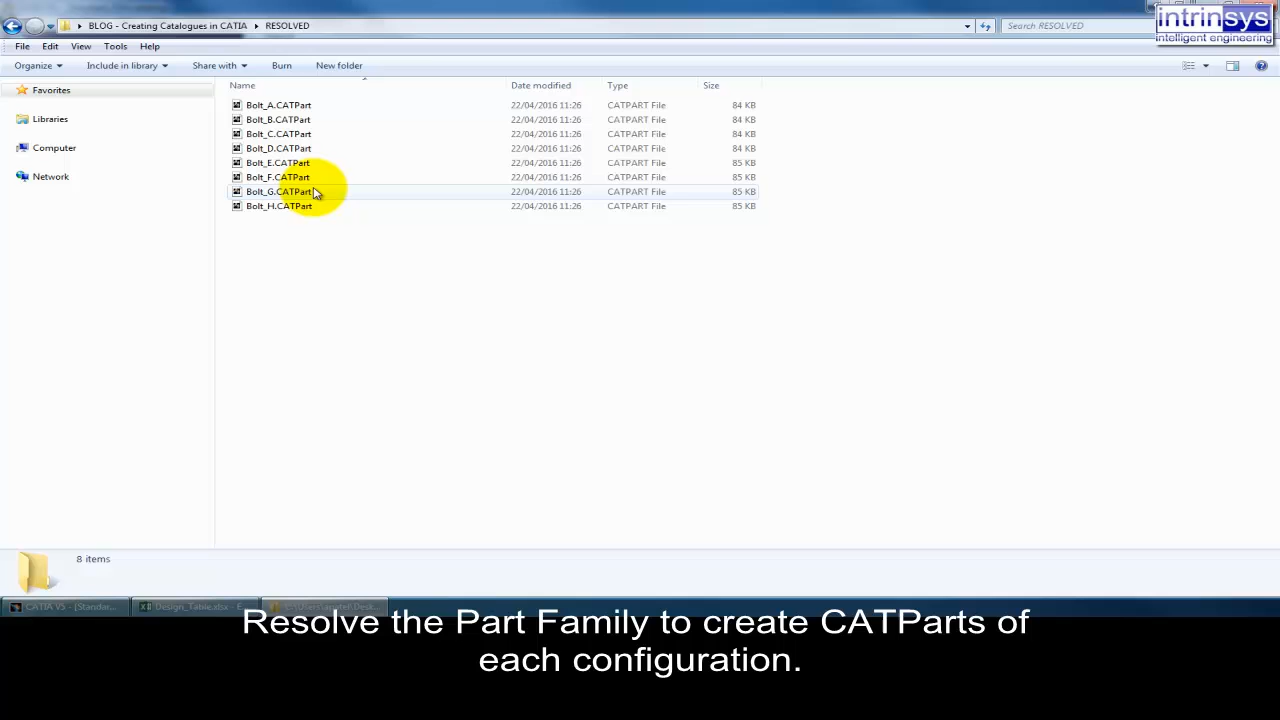 intrinsys
intelligent engineering
BLOG - Creating Catalogues in CATIA RESOLVED
Search RESOLVED
File Edit View Tools Help
Organize Include in library Share with Burn New folder
Favorites
Libraries
Computer
Network
Name Date modified Type Size
Bolt_A.CATPart 22/04/2016 11:26 CATPART File 84 KB
Bolt_B.CATPart 22/04/2016 11:26 CATPART File 84 KB
Bolt_C.CATPart 22/04/2016 11:26 CATPART File 84 KB
Bolt_D.CATPart 22/04/2016 11:26 CATPART File 84 KB
Bolt_E.CATPart 22/04/2016 11:26 CATPART File 85 KB
Bolt_F.CATPart 22/04/2016 11:26 CATPART File 85 KB
Bolt_G.CATPart 22/04/2016 11:26 CATPART File 85 KB
Bolt_H.CATPart 22/04/2016 11:26 CATPART File 85 KB
8 items
CATIA V5 - [Standar... Design_Table.xlsx - E...
Resolve the Part Family to create CATParts of
each configuration.